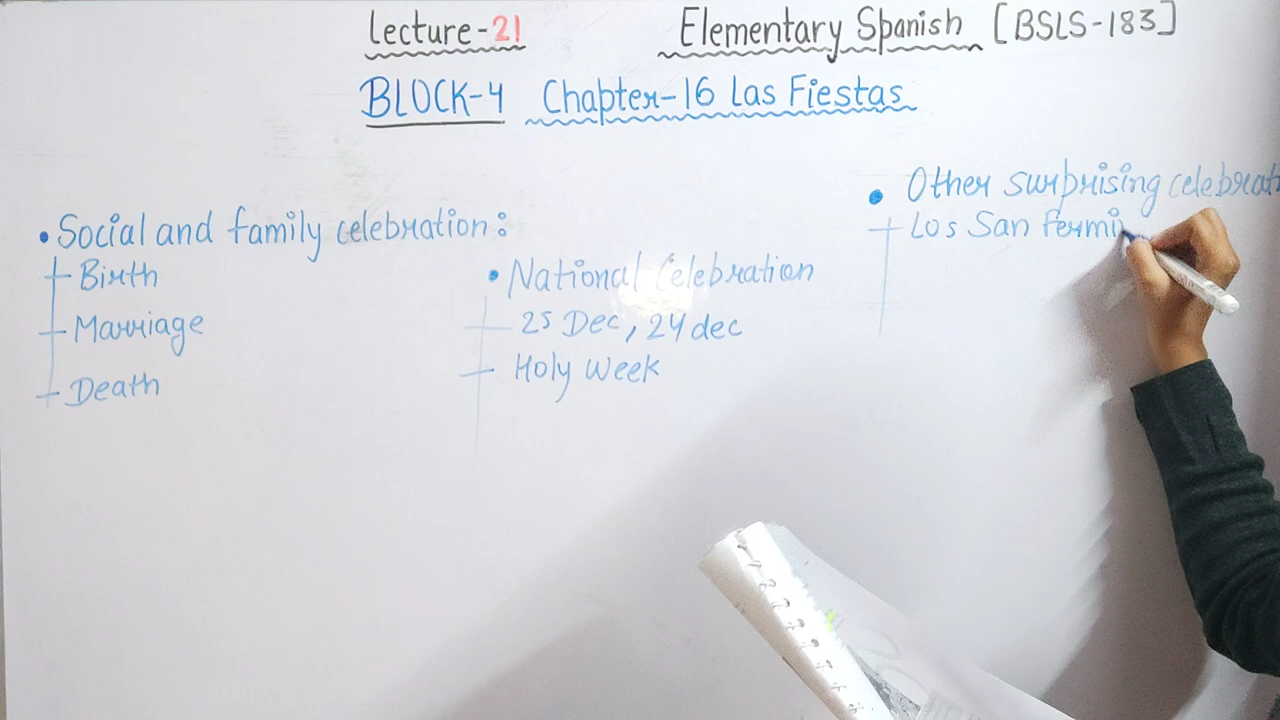 Lecture-21 Elementary Spanish [BSLS-183]
BLOCK-4 Chapter-16 Las Fiestas
• Social and family celebration:
Birth
Marriage
Death
• National Celebration
25 Dec, 24 dec
Holy Week
• Other surprising celebrati
Los San Fermi